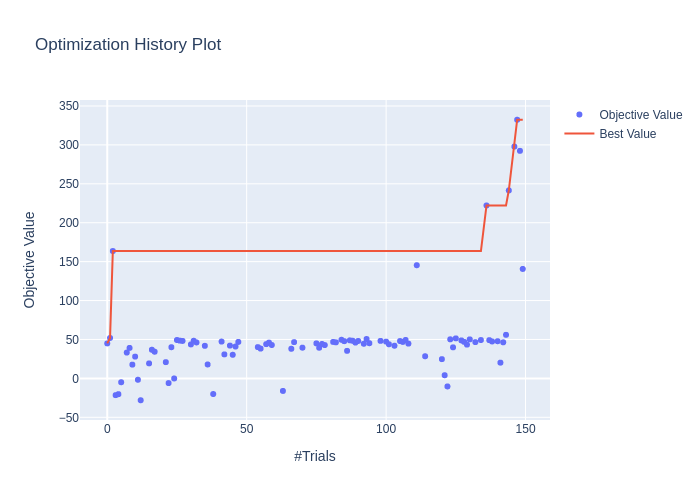 Optimization History Plot
Objective Value
Best Value
350
300
250
200
150
100
50
0
−50
Objective Value
0
50
100
150
#Trials